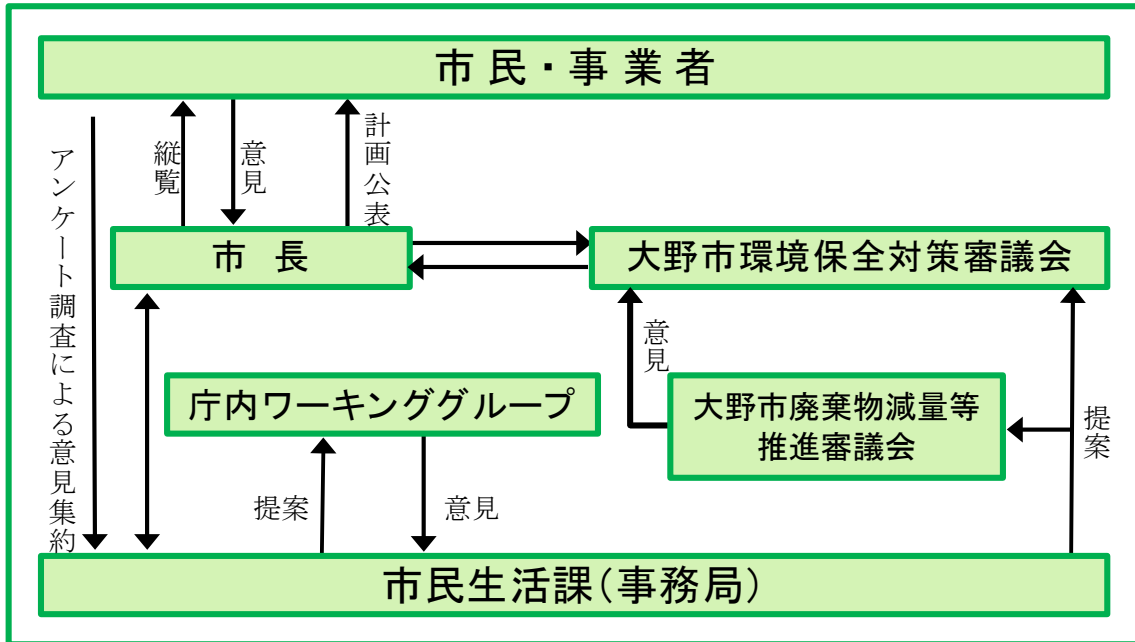 市民・事業者
アンケート調査による意見集約
縦覧
意見
計画公表
市長
大野市環境保全対策審議会
意見
庁内ワーキンググループ
大野市廃棄物減量等
推進審議会
提案
提案
意見
市民生活課(事務局)